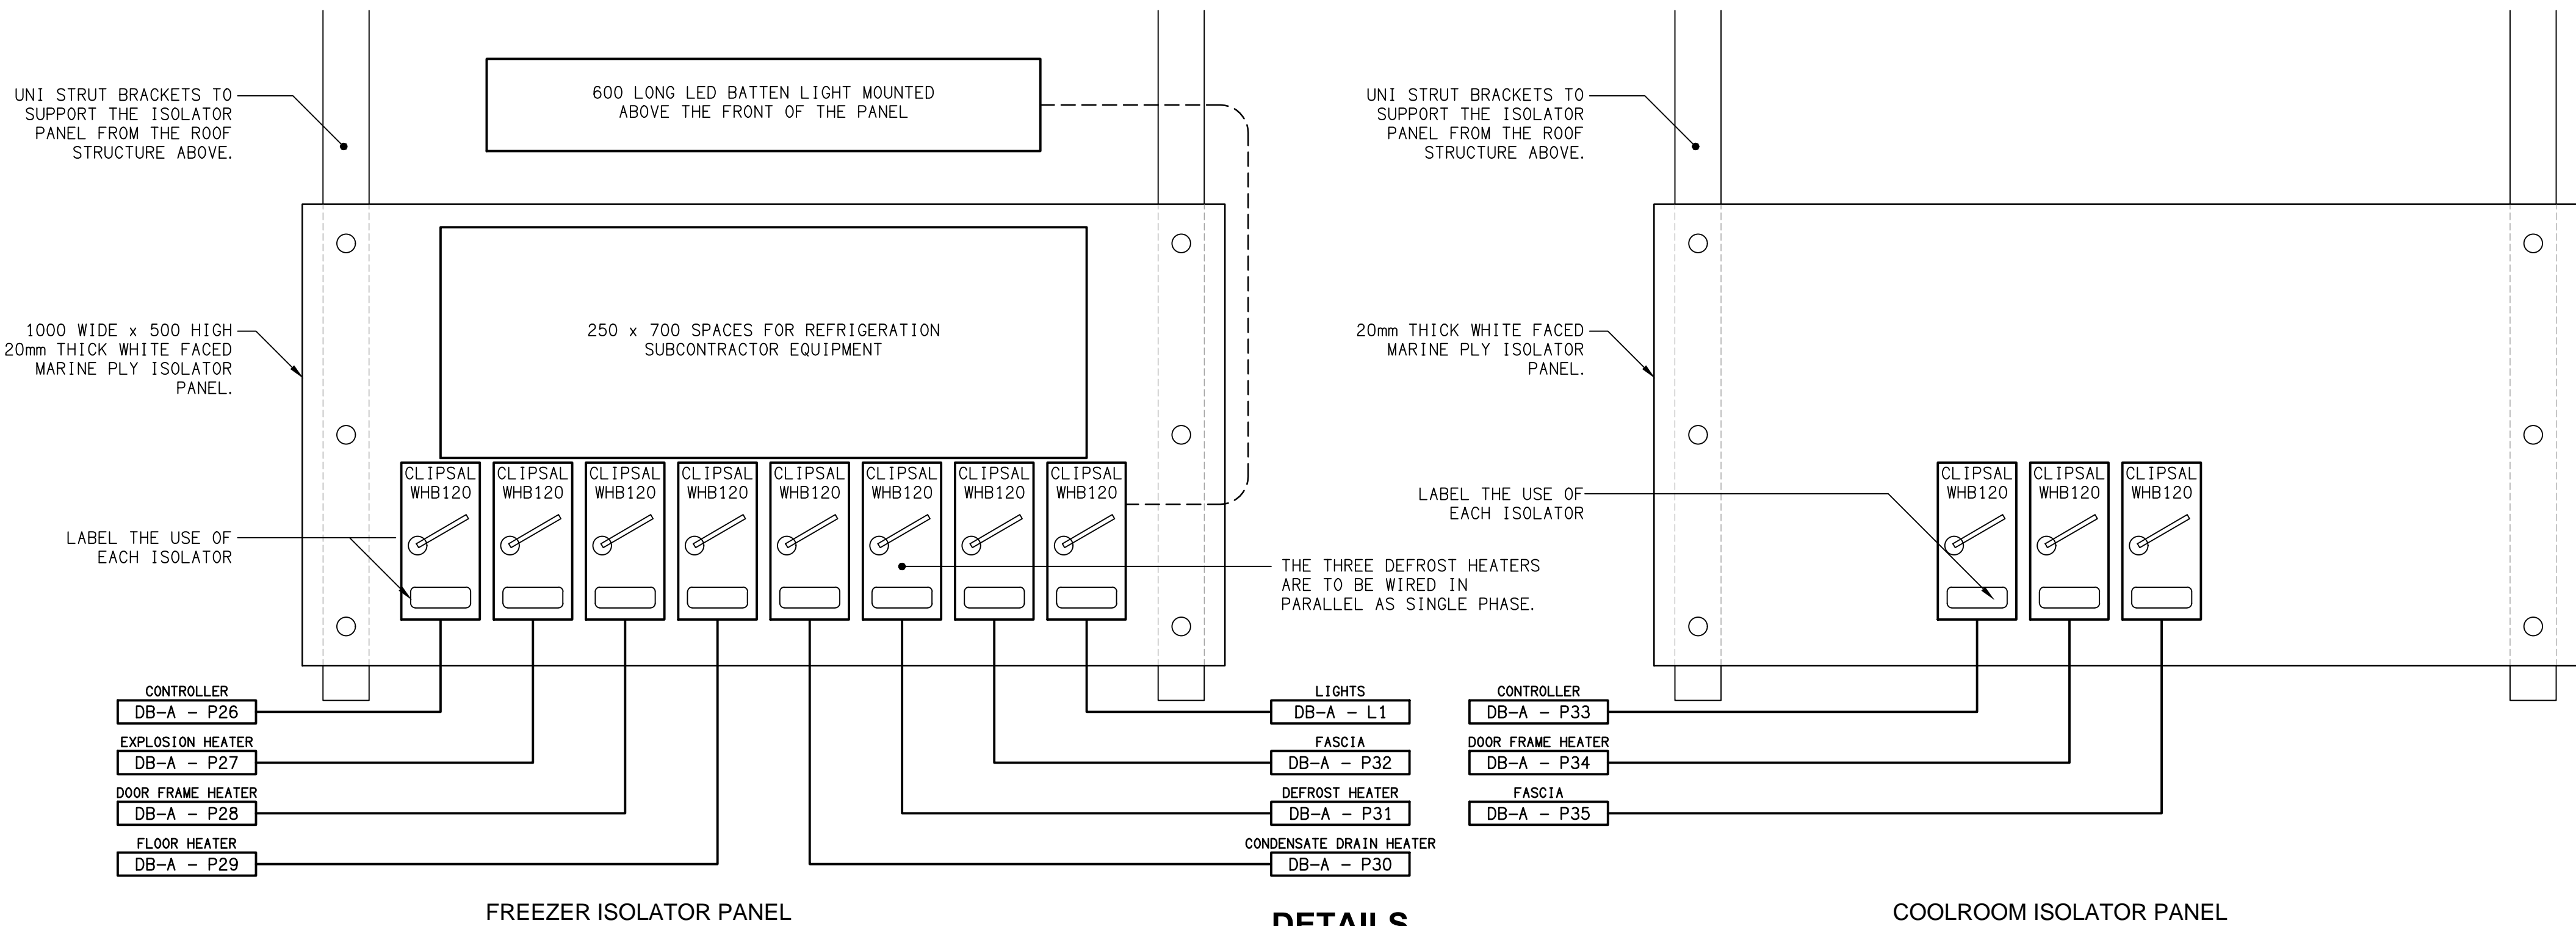 UNI STRUT BRACKETS TO
SUPPORT THE ISOLATOR
PANEL FROM THE ROOF
STRUCTURE ABOVE.
600 LONG LED BATTEN LIGHT MOUNTED
ABOVE THE FRONT OF THE PANEL
1000 WIDE x 500 HIGH
20mm THICK WHITE FACED
MARINE PLY ISOLATOR
PANEL.
250 x 700 SPACES FOR REFRIGERATION
SUBCONTRACTOR EQUIPMENT
CLIPSAL
WHB120
CLIPSAL
WHB120
CLIPSAL
WHB120
CLIPSAL
WHB120
CLIPSAL
WHB120
CLIPSAL
WHB120
CLIPSAL
WHB120
CLIPSAL
WHB120
LABEL THE USE OF
EACH ISOLATOR
THE THREE DEFROST HEATERS
ARE TO BE WIRED IN
PARALLEL AS SINGLE PHASE.
CONTROLLER
DB-A - P26
EXPLOSION HEATER
DB-A - P27
DOOR FRAME HEATER
DB-A - P28
FLOOR HEATER
DB-A - P29
LIGHTS
DB-A - L1
FASCIA
DB-A - P32
DEFROST HEATER
DB-A - P31
CONDENSATE DRAIN HEATER
DB-A - P30
FREEZER ISOLATOR PANEL
DETAILS
UNI STRUT BRACKETS TO
SUPPORT THE ISOLATOR
PANEL FROM THE ROOF
STRUCTURE ABOVE.
20mm THICK WHITE FACED
MARINE PLY ISOLATOR
PANEL.
LABEL THE USE OF
EACH ISOLATOR
CLIPSAL
WHB120
CLIPSAL
WHB120
CLIPSAL
WHB120
CONTROLLER
DB-A - P33
DOOR FRAME HEATER
DB-A - P34
FASCIA
DB-A - P35
COOLROOM ISOLATOR PANEL